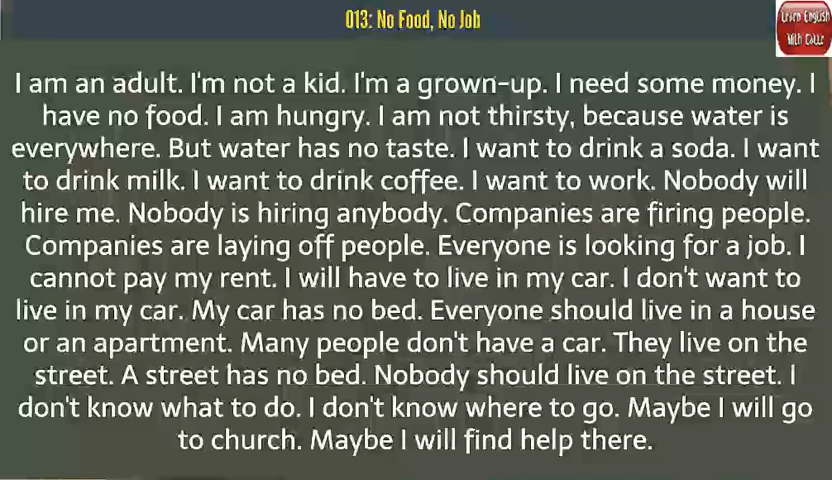 013: No Food, No Job
Learn English
With Collz
I am an adult. I'm not a kid. I'm a grown-up. I need some money. I
have no food. I am hungry. I am not thirsty, because water is
everywhere. But water has no taste. I want to drink a soda. I want
to drink milk. I want to drink coffee. I want to work. Nobody will
hire me. Nobody is hiring anybody. Companies are firing people.
Companies are laying off people. Everyone is looking for a job. I
cannot pay my rent. I will have to live in my car. I don't want to
live in my car. My car has no bed. Everyone should live in a house
or an apartment. Many people don't have a car. They live on the
street. A street has no bed. Nobody should live on the street. I
don't know what to do. I don't know where to go. Maybe I will go
to church. Maybe I will find help there.